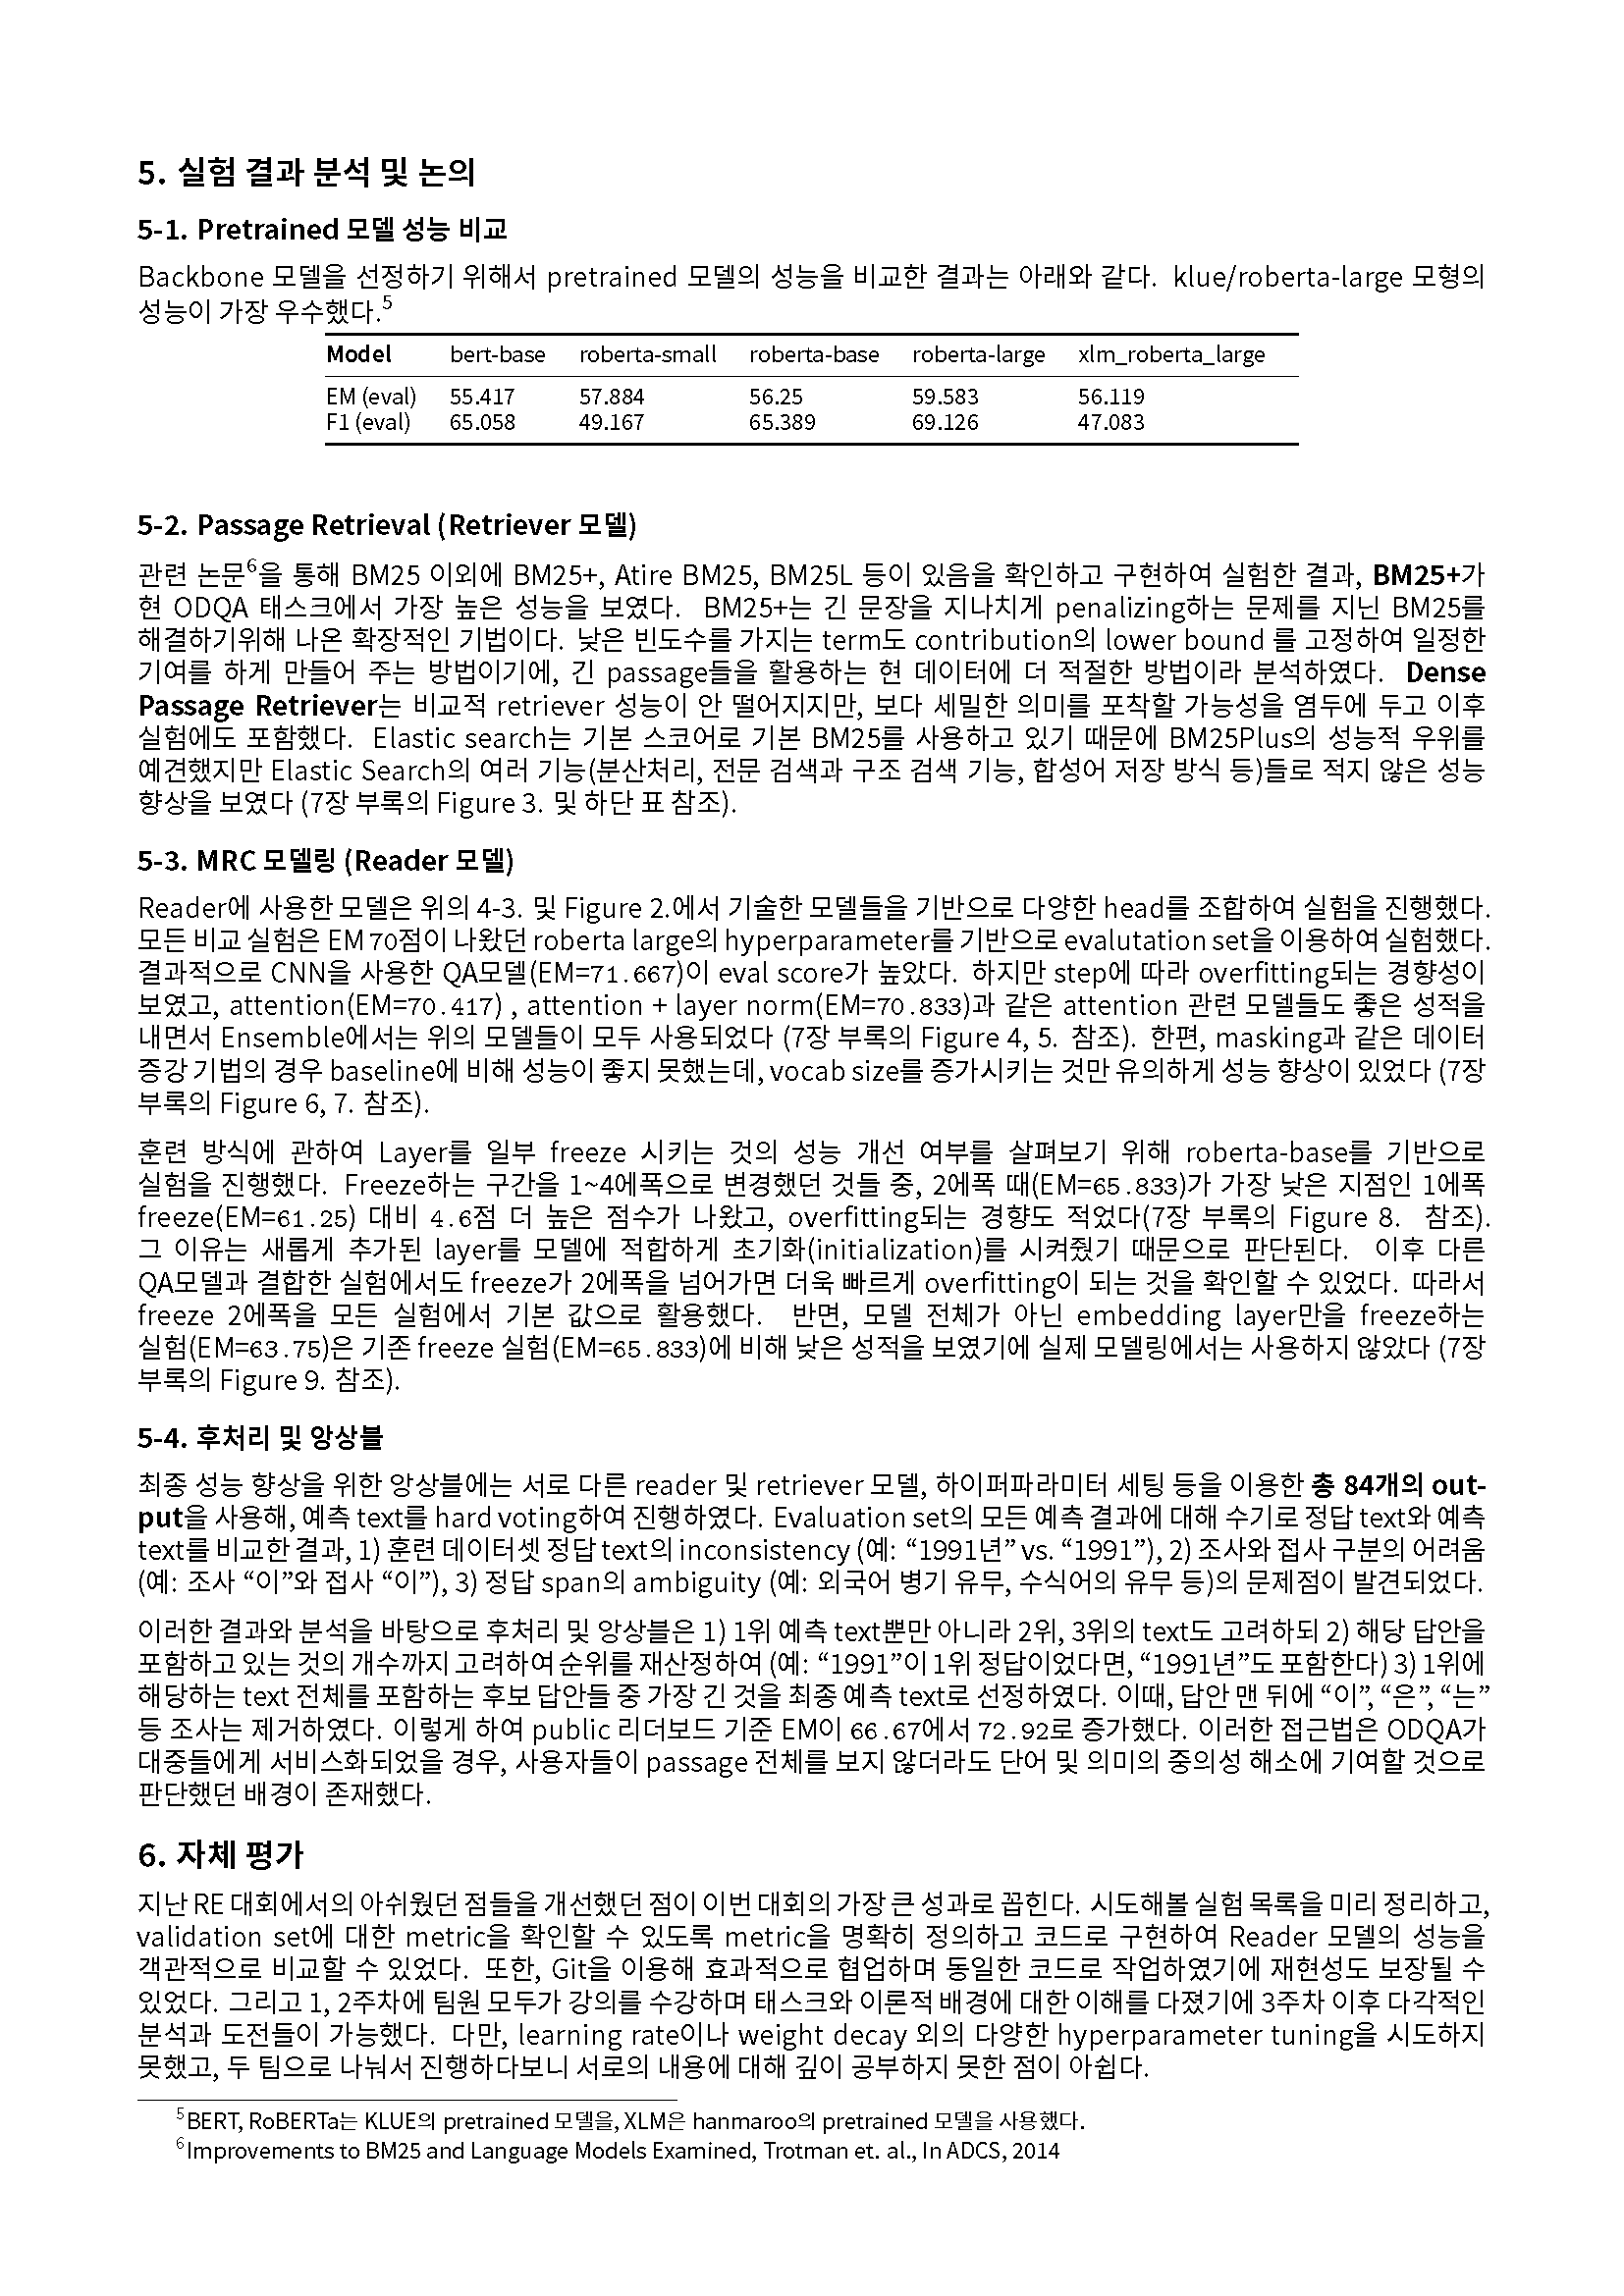 5. 실험 결과 분석 및 논의
5-1. Pretrained 모델 성능 비교
Backbone 모델을 선정하기 위해서 pretrained 모델의 성능을 비교한 결과는 아래와 같다. klue/roberta-large 모형의
성능이 가장 우수했다.5
Model bert-base roberta-small roberta-base roberta-large xlm_roberta_large
EM (eval) 55.417 57.884 56.25 59.583 56.119
F1 (eval) 65.058 49.167 65.389 69.126 47.083
5-2. Passage Retrieval (Retriever 모델)
관련 논문6을 통해 BM25 이외에 BM25+, Atire BM25, BM25L 등이 있음을 확인하고 구현하여 실험한 결과, BM25+가
현 ODQA 태스크에서 가장 높은 성능을 보였다. BM25+는 긴 문장을 지나치게 penalizing하는 문제를 지닌 BM25를
해결하기위해 나온 확장적인 기법이다. 낮은 빈도수를 가지는 term도 contribution의 lower bound 를 고정하여 일정한
기여를 하게 만들어 주는 방법이기에, 긴 passage들을 활용하는 현 데이터에 더 적절한 방법이라 분석하였다. Dense
Passage Retriever는 비교적 retriever 성능이 안 떨어지지만, 보다 세밀한 의미를 포착할 가능성을 염두에 두고 이후
실험에도 포함했다. Elastic search는 기본 스코어로 기본 BM25를 사용하고 있기 때문에 BM25Plus의 성능적 우위를
예견했지만 Elastic Search의 여러 기능(분산처리, 전문 검색과 구조 검색 기능, 합성어 저장 방식 등)들로 적지 않은 성능
향상을 보였다 (7장 부록의 Figure 3. 및 하단 표 참조).
5-3. MRC 모델링 (Reader 모델)
Reader에 사용한 모델은 위의 4-3. 및 Figure 2.에서 기술한 모델들을 기반으로 다양한 head를 조합하여 실험을 진행했다.
모든 비교 실험은 EM 70점이 나왔던 roberta large의 hyperparameter를 기반으로 evalutation set을 이용하여 실험했다.
결과적으로 CNN을 사용한 QA모델(EM=71.667)이 eval score가 높았다. 하지만 step에 따라 overfitting되는 경향성이
보였고, attention(EM=70.417) , attention + layer norm(EM=70.833)과 같은 attention 관련 모델들도 좋은 성적을
내면서 Ensemble에서는 위의 모델들이 모두 사용되었다 (7장 부록의 Figure 4, 5. 참조). 한편, masking과 같은 데이터
증강 기법의 경우 baseline에 비해 성능이 좋지 못했는데, vocab size를 증가시키는 것만 유의하게 성능 향상이 있었다 (7장
부록의 Figure 6, 7. 참조).
훈련 방식에 관하여 Layer를 일부 freeze 시키는 것의 성능 개선 여부를 살펴보기 위해 roberta-base를 기반으로
실험을 진행했다. Freeze하는 구간을 1~4에폭으로 변경했던 것들 중, 2에폭 때(EM=65.833)가 가장 낮은 지점인 1에폭
freeze(EM=61.25) 대비 4.6점 더 높은 점수가 나왔고, overfitting되는 경향도 적었다(7장 부록의 Figure 8. 참조).
그 이유는 새롭게 추가된 layer를 모델에 적합하게 초기화(initialization)를 시켜줬기 때문으로 판단된다. 이후 다른
QA모델과 결합한 실험에서도 freeze가 2에폭을 넘어가면 더욱 빠르게 overfitting이 되는 것을 확인할 수 있었다. 따라서
freeze 2에폭을 모든 실험에서 기본 값으로 활용했다. 반면, 모델 전체가 아닌 embedding layer만을 freeze하는
실험(EM=63.75)은 기존 freeze 실험(EM=65.833)에 비해 낮은 성적을 보였기에 실제 모델링에서는 사용하지 않았다 (7장
부록의 Figure 9. 참조).
5-4. 후처리 및 앙상블
최종 성능 향상을 위한 앙상블에는 서로 다른 reader 및 retriever 모델, 하이퍼파라미터 세팅 등을 이용한 총 84개의 out-
put을 사용해, 예측 text를 hard voting하여 진행하였다. Evaluation set의 모든 예측 결과에 대해 수기로 정답 text와 예측
text를 비교한 결과, 1) 훈련 데이터셋 정답 text의 inconsistency (예: “1991년” vs. “1991”), 2) 조사와 접사 구분의 어려움
(예: 조사 “이”와 접사 “이”), 3) 정답 span의 ambiguity (예: 외국어 병기 유무, 수식어의 유무 등)의 문제점이 발견되었다.
이러한 결과와 분석을 바탕으로 후처리 및 앙상블은 1) 1위 예측 text뿐만 아니라 2위, 3위의 text도 고려하되 2) 해당 답안을
포함하고 있는 것의 개수까지 고려하여 순위를 재산정하여 (예: “1991”이 1위 정답이었다면, “1991년”도 포함한다) 3) 1위에
해당하는 text 전체를 포함하는 후보 답안들 중 가장 긴 것을 최종 예측 text로 선정하였다. 이때, 답안 맨 뒤에 “이”, “은”, “는”
등 조사는 제거하였다. 이렇게 하여 public 리더보드 기준 EM이 66.67에서 72.92로 증가했다. 이러한 접근법은 ODQA가
대중들에게 서비스화되었을 경우, 사용자들이 passage 전체를 보지 않더라도 단어 및 의미의 중의성 해소에 기여할 것으로
판단했던 배경이 존재했다.
6. 자체 평가
지난 RE 대회에서의 아쉬웠던 점들을 개선했던 점이 이번 대회의 가장 큰 성과로 꼽힌다. 시도해볼 실험 목록을 미리 정리하고,
validation set에 대한 metric을 확인할 수 있도록 metric을 명확히 정의하고 코드로 구현하여 Reader 모델의 성능을
객관적으로 비교할 수 있었다. 또한, Git을 이용해 효과적으로 협업하며 동일한 코드로 작업하였기에 재현성도 보장될 수
있었다. 그리고 1, 2주차에 팀원 모두가 강의를 수강하며 태스크와 이론적 배경에 대한 이해를 다졌기에 3주차 이후 다각적인
분석과 도전들이 가능했다. 다만, learning rate이나 weight decay 외의 다양한 hyperparameter tuning을 시도하지
못했고, 두 팀으로 나눠서 진행하다보니 서로의 내용에 대해 깊이 공부하지 못한 점이 아쉽다.
5BERT, RoBERTa는 KLUE의 pretrained 모델을, XLM은 hanmaroo의 pretrained 모델을 사용했다.
6Improvements to BM25 and Language Models Examined, Trotman et. al., In ADCS, 2014